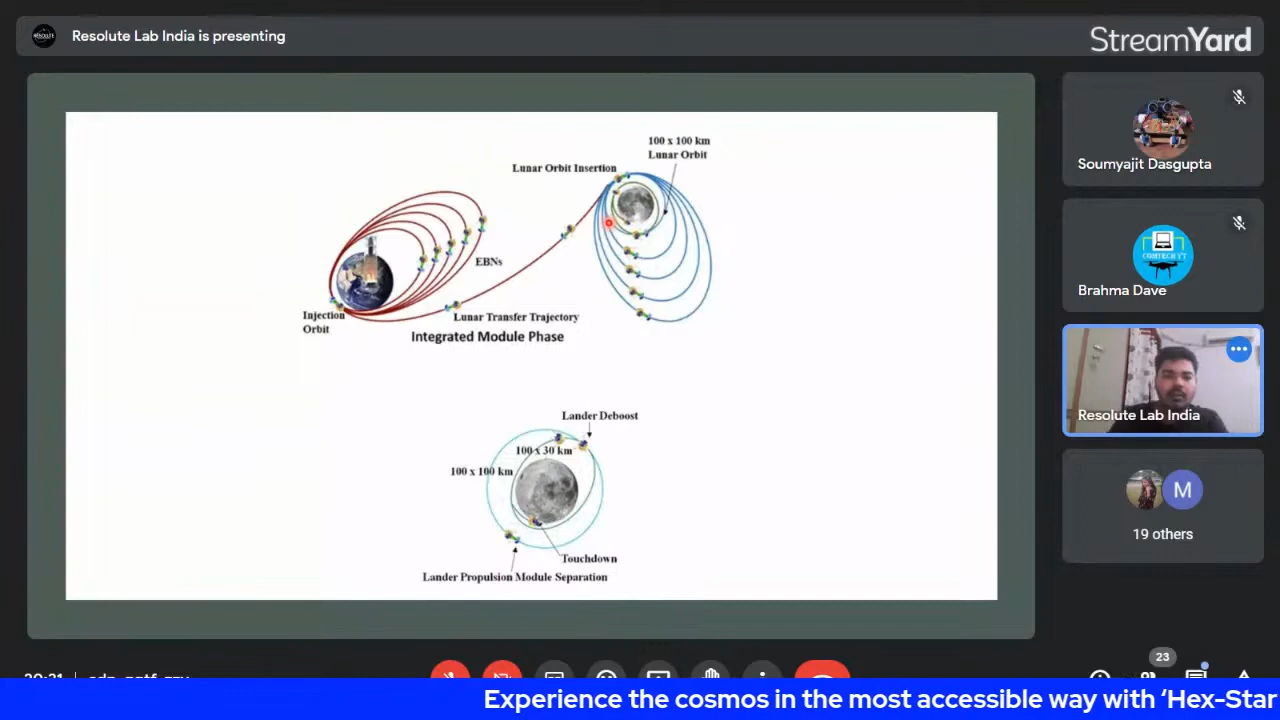 Resolute Lab India is presenting
StreamYard
100 x 100 km
Lunar Orbit
Lunar Orbit Insertion
EBNs
Injection
Orbit
Lunar Transfer Trajectory
Integrated Module Phase
Lander Deboost
100 x 30 km
100 x 100 km
Touchdown
Lander Propulsion Module Separation
Soumyajit Dasgupta
COMTECH YT
Brahma Dave
Resolute Lab India
M
19 others
23
Experience the cosmos in the most accessible way with ‘Hex-Star